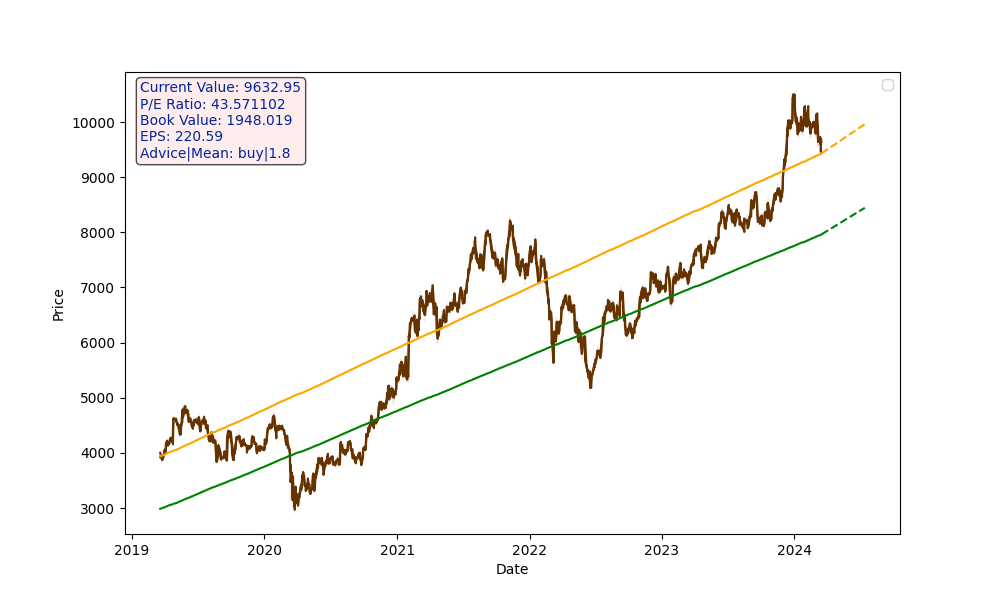 Current Value: 9632.95
P/E Ratio: 43.571102
Book Value: 1948.019
EPS: 220.59
Advice|Mean: buy|1.8
10000
9000
8000
7000
6000
5000
4000
3000
Price
2019 2020 2021 2022 2023 2024
Date